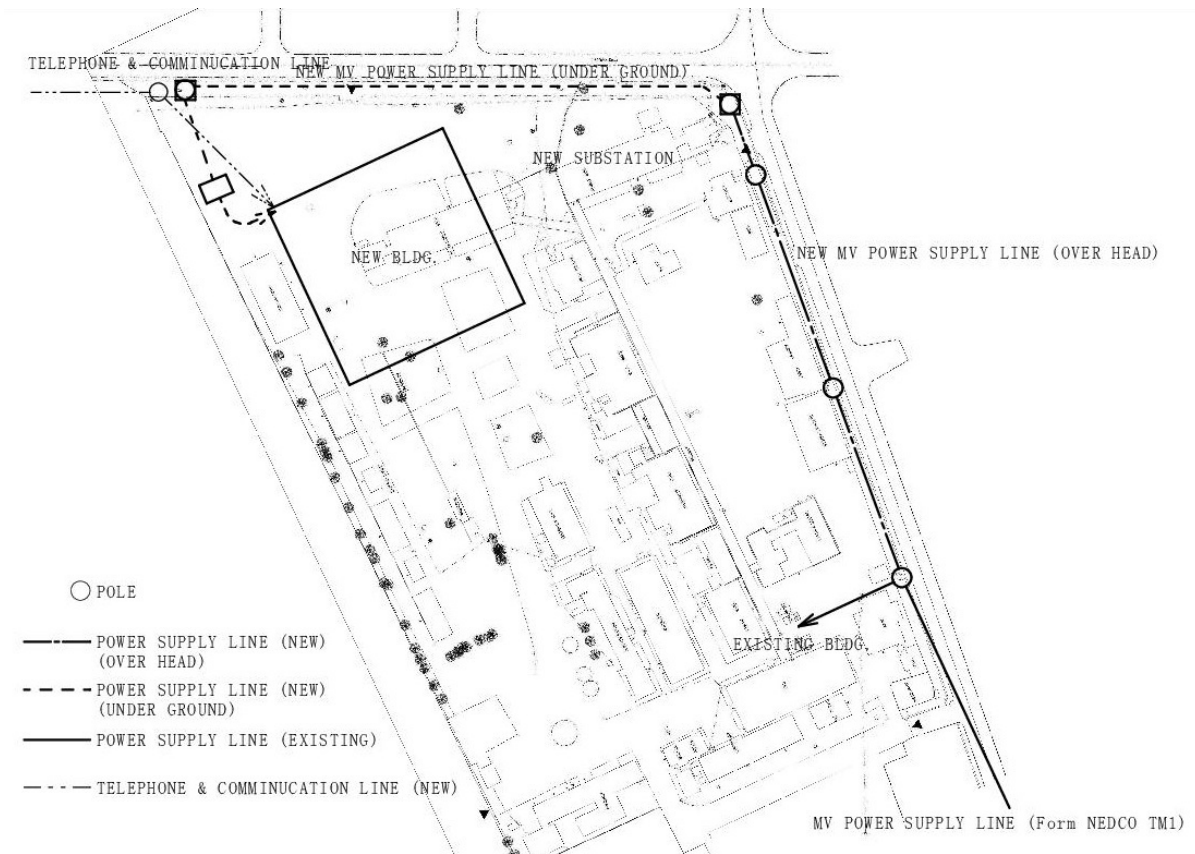 TELEPHONE & COMMINUCATION LINE
NEW MV POWER SUPPLY LINE (UNDER GROUND)
NEW SUBSTATION
NEW BLDG.
NEW MV POWER SUPPLY LINE (OVER HEAD)
POLE
POWER SUPPLY LINE (NEW)
(OVER HEAD)
POWER SUPPLY LINE (NEW)
(UNDER GROUND)
POWER SUPPLY LINE (EXISTING)
TELEPHONE & COMMINUCATION LINE (NEW)
EXISTING BLDG.
MV POWER SUPPLY LINE (Form NEDCO TM1)